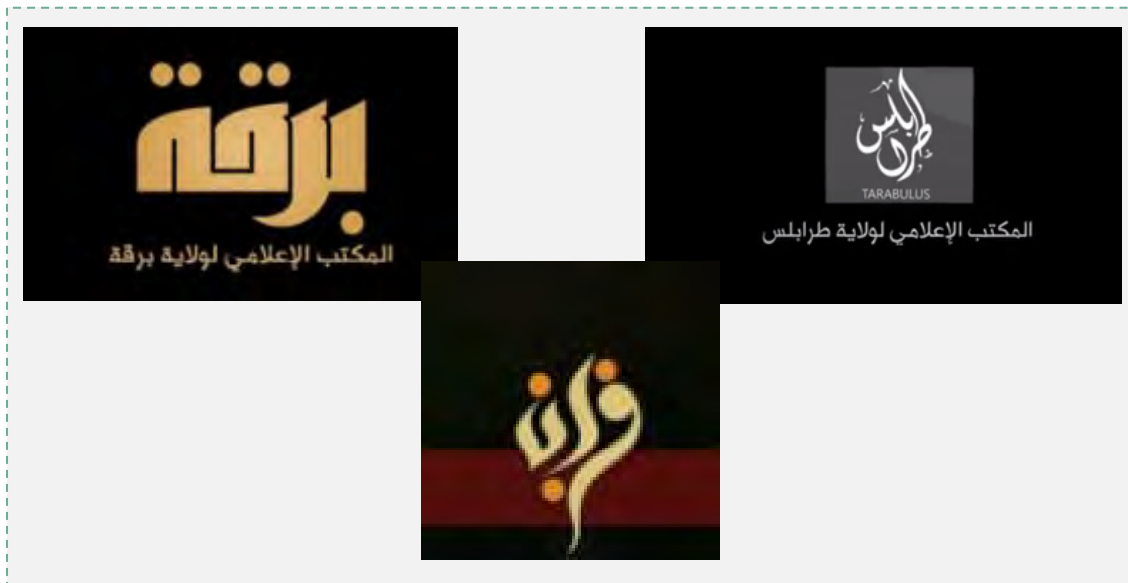 برقة
المكتب الإعلامي لولاية برقة
طرابلس
TARABULUS
المكتب الإعلامي لولاية طرابلس
فزان